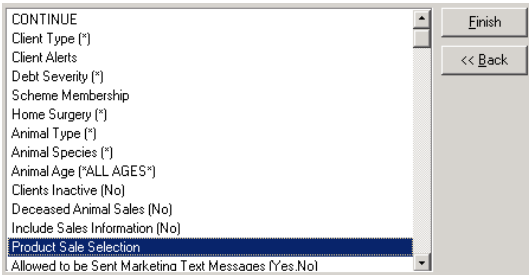 CONTINUE
Client Type (*)
Client Alerts
Debt Severity (*)
Scheme Membership
Home Surgery (*)
Animal Type (*)
Animal Species (*)
Animal Age (*ALL AGES*)
Clients Inactive (No)
Deceased Animal Sales (No)
Include Sales Information (No)
Product Sale Selection
Allowed to be Sent Marketing Text Messages (Yes,No)
Finish
<< Back